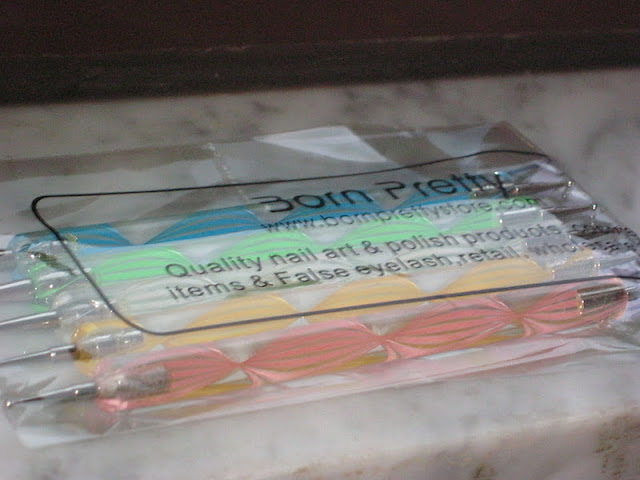 Born Pretty
www.bornprettystore.com
Quality nail art & polish products,
items & False eyelash retail